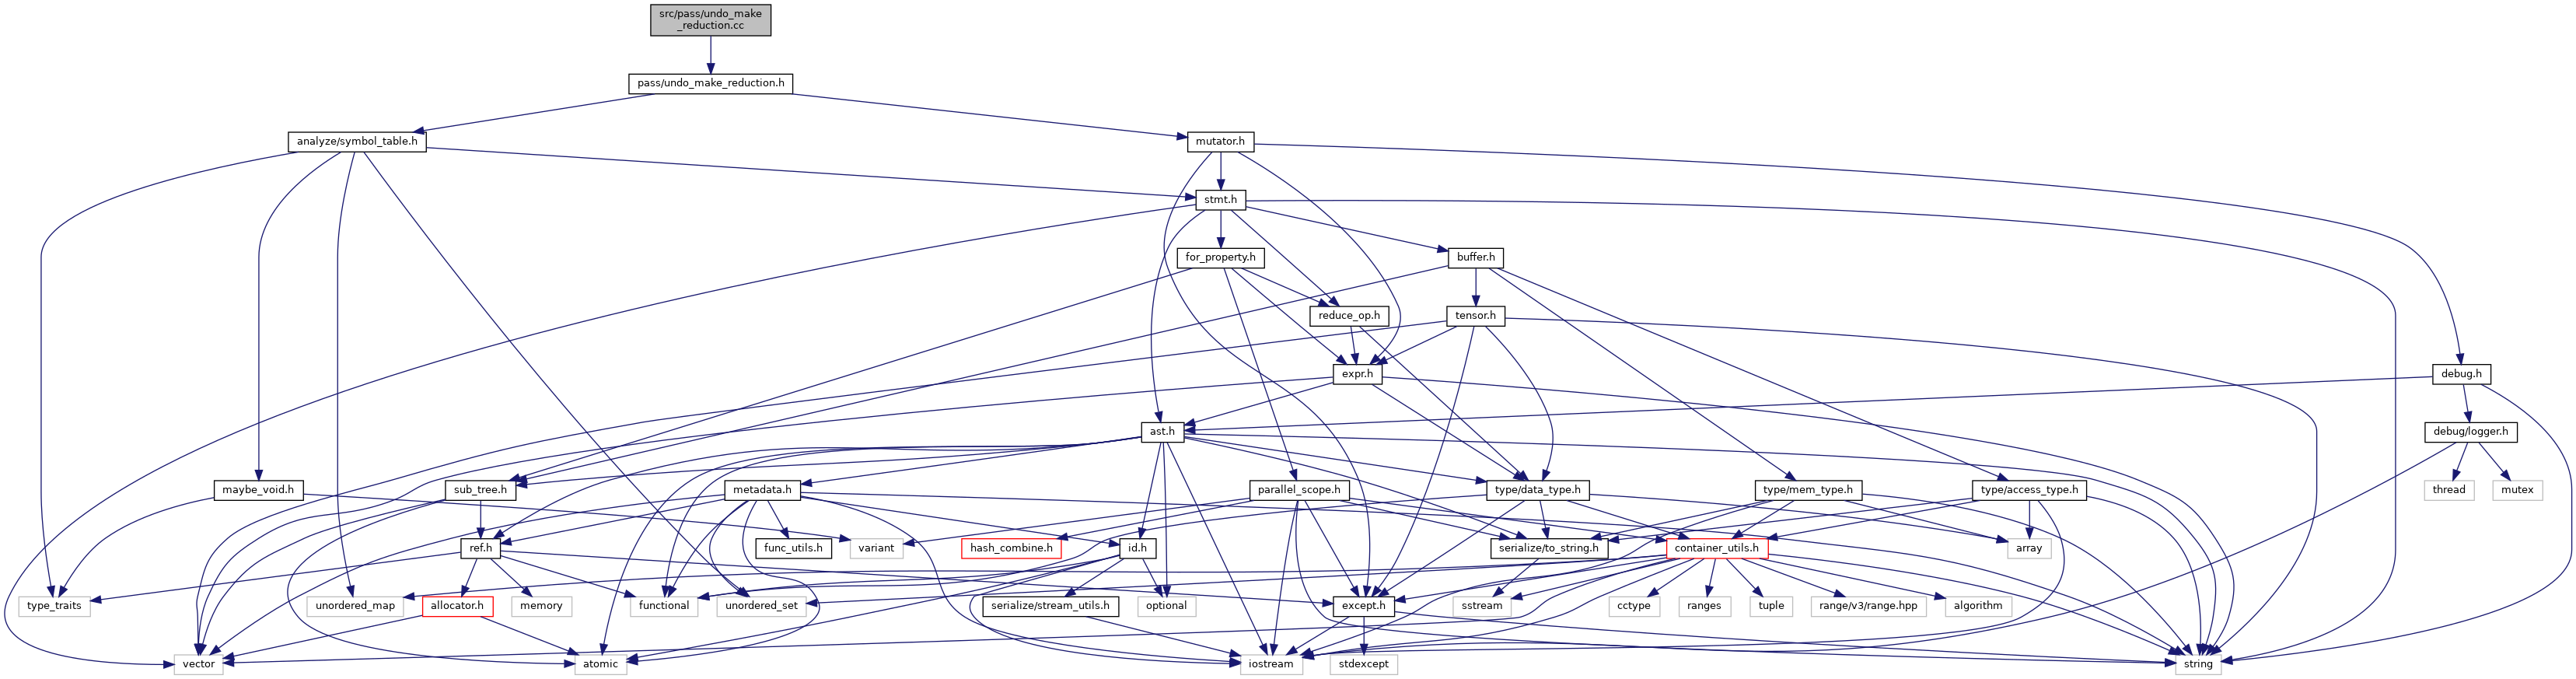 src/pass/undo_make
_reduction.cc
pass/undo_make_reduction.h
analyze/symbol_table.h
mutator.h
stmt.h
for_property.h
buffer.h
reduce_op.h
tensor.h
expr.h
debug.h
ast.h
debug/logger.h
maybe_void.h
sub_tree.h
metadata.h
parallel_scope.h
type/data_type.h
type/mem_type.h
type/access_type.h
thread
mutex
ref.h
func_utils.h
variant
hash_combine.h
id.h
serialize/to_string.h
container_utils.h
array
type_traits
unordered_map
allocator.h
memory
functional
unordered_set
serialize/stream_utils.h
optional
except.h
sstream
cctype
ranges
tuple
range/v3/range.hpp
algorithm
vector
atomic
iostream
stdexcept
string